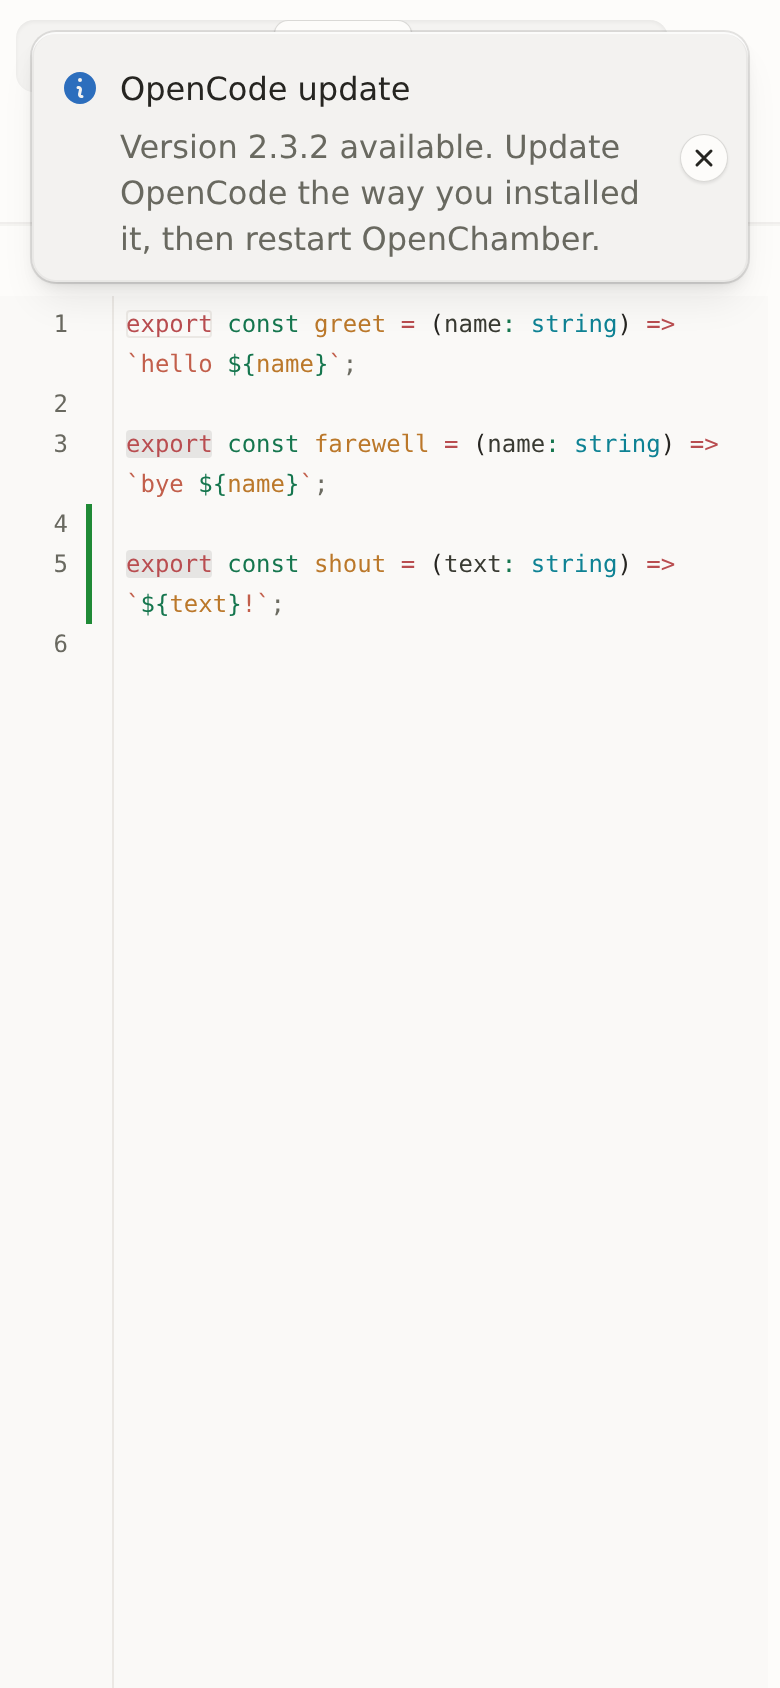 OpenCode update
Version 2.3.2 available. Update
OpenCode the way you installed
it, then restart OpenChamber.
1 export const greet = (name: string) =>
`hello ${name}`;
2
3 export const farewell = (name: string) =>
`bye ${name}`;
4
5 export const shout = (text: string) =>
`${text}!`;
6